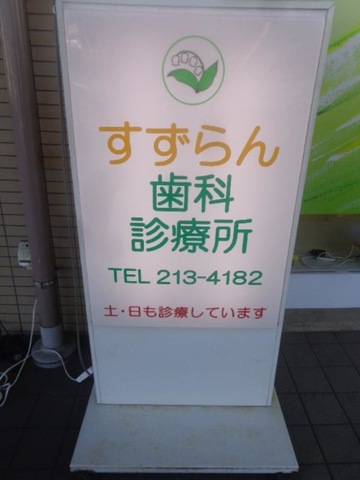 すずらん
歯科
診療所
TEL 213-4182
土・日も診療しています